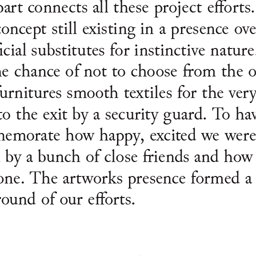 part connects all these project efforts.
concept still existing in a presence ove
icial substitutes for instinctive nature
e chance of not to choose from the o
urnitures smooth textiles for the very
to the exit by a security guard. To hav
memorate how happy, excited we were
by a bunch of close friends and how
one. The artworks presence formed a
round of our efforts.